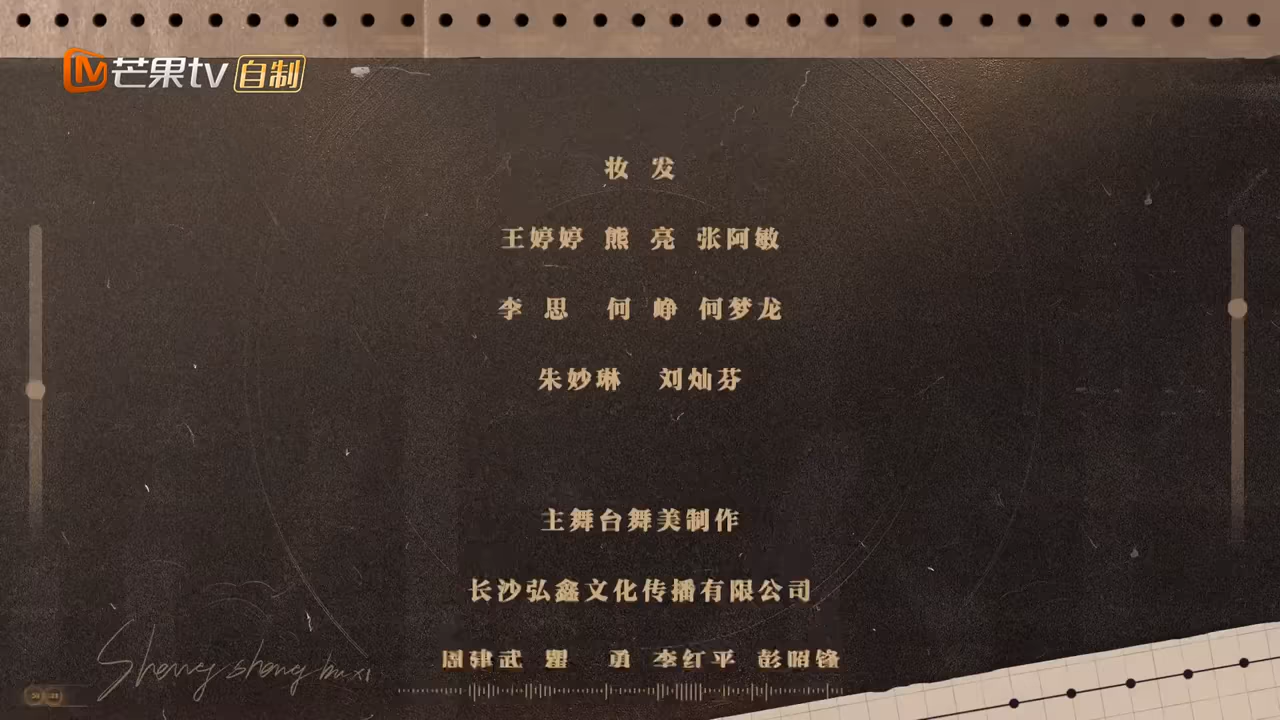 芒果tv 自制
妆 发
王婷婷 熊 亮 张阿敏
李 思 何 峥 何梦龙
朱妙琳 刘灿芬
主舞台舞美制作
长沙弘鑫文化传播有限公司
周建武 瞿 勇 李红平 彭昭锋
Sheng sheng bu xi